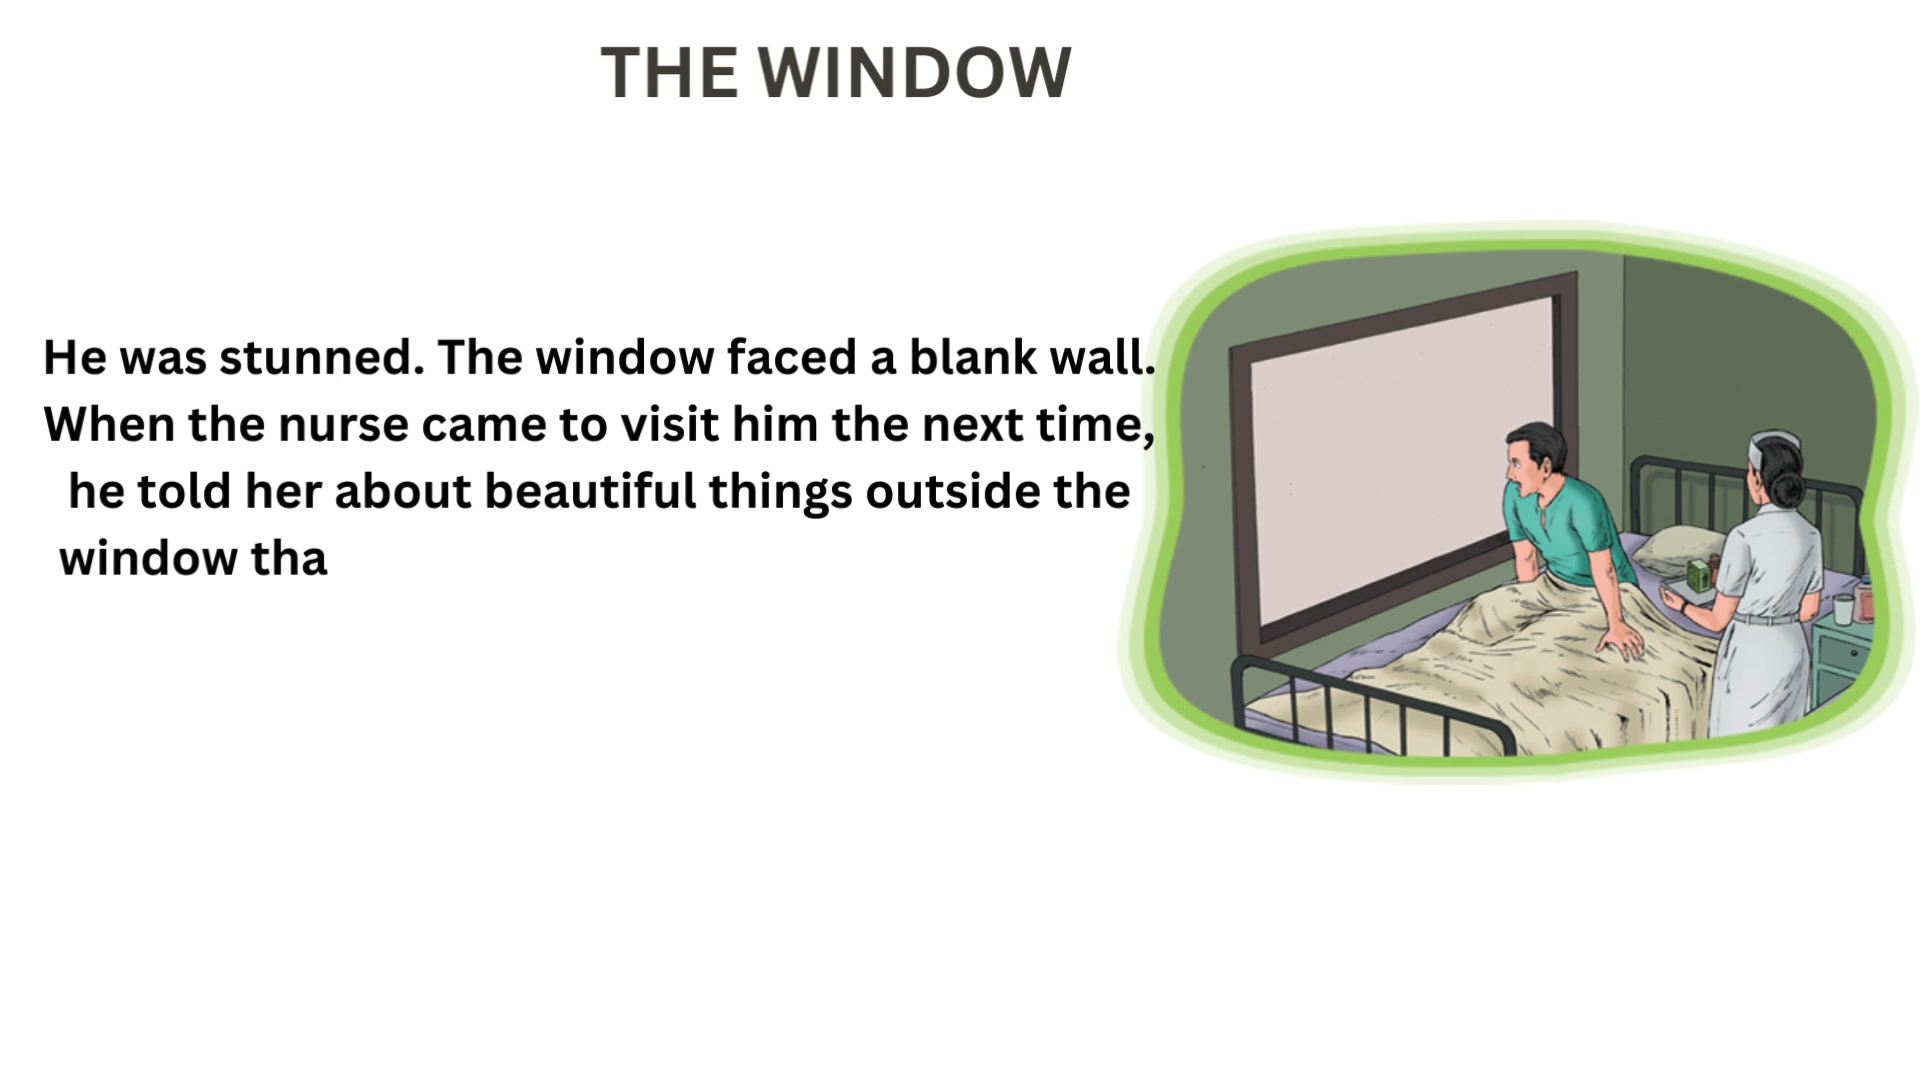 THE WINDOW
He was stunned. The window faced a blank wall.
When the nurse came to visit him the next time,
he told her about beautiful things outside the
window tha